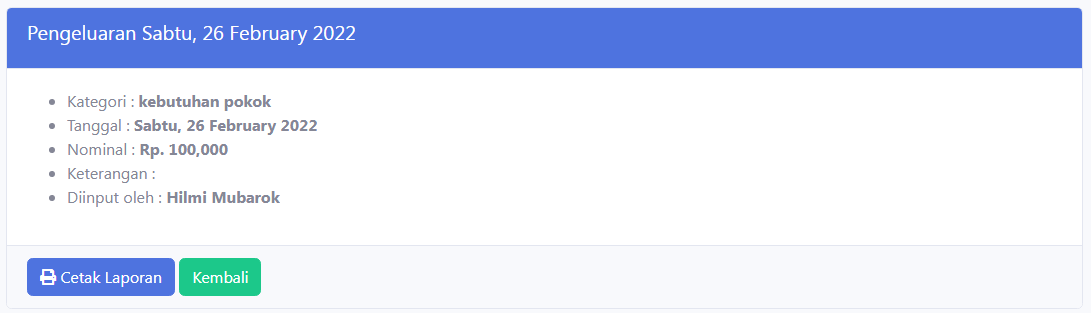 Pengeluaran Sabtu, 26 February 2022
Kategori : kebutuhan pokok
Tanggal : Sabtu, 26 February 2022
Nominal : Rp. 100,000
Keterangan :
Diinput oleh : Hilmi Mubarok
Cetak Laporan Kembali